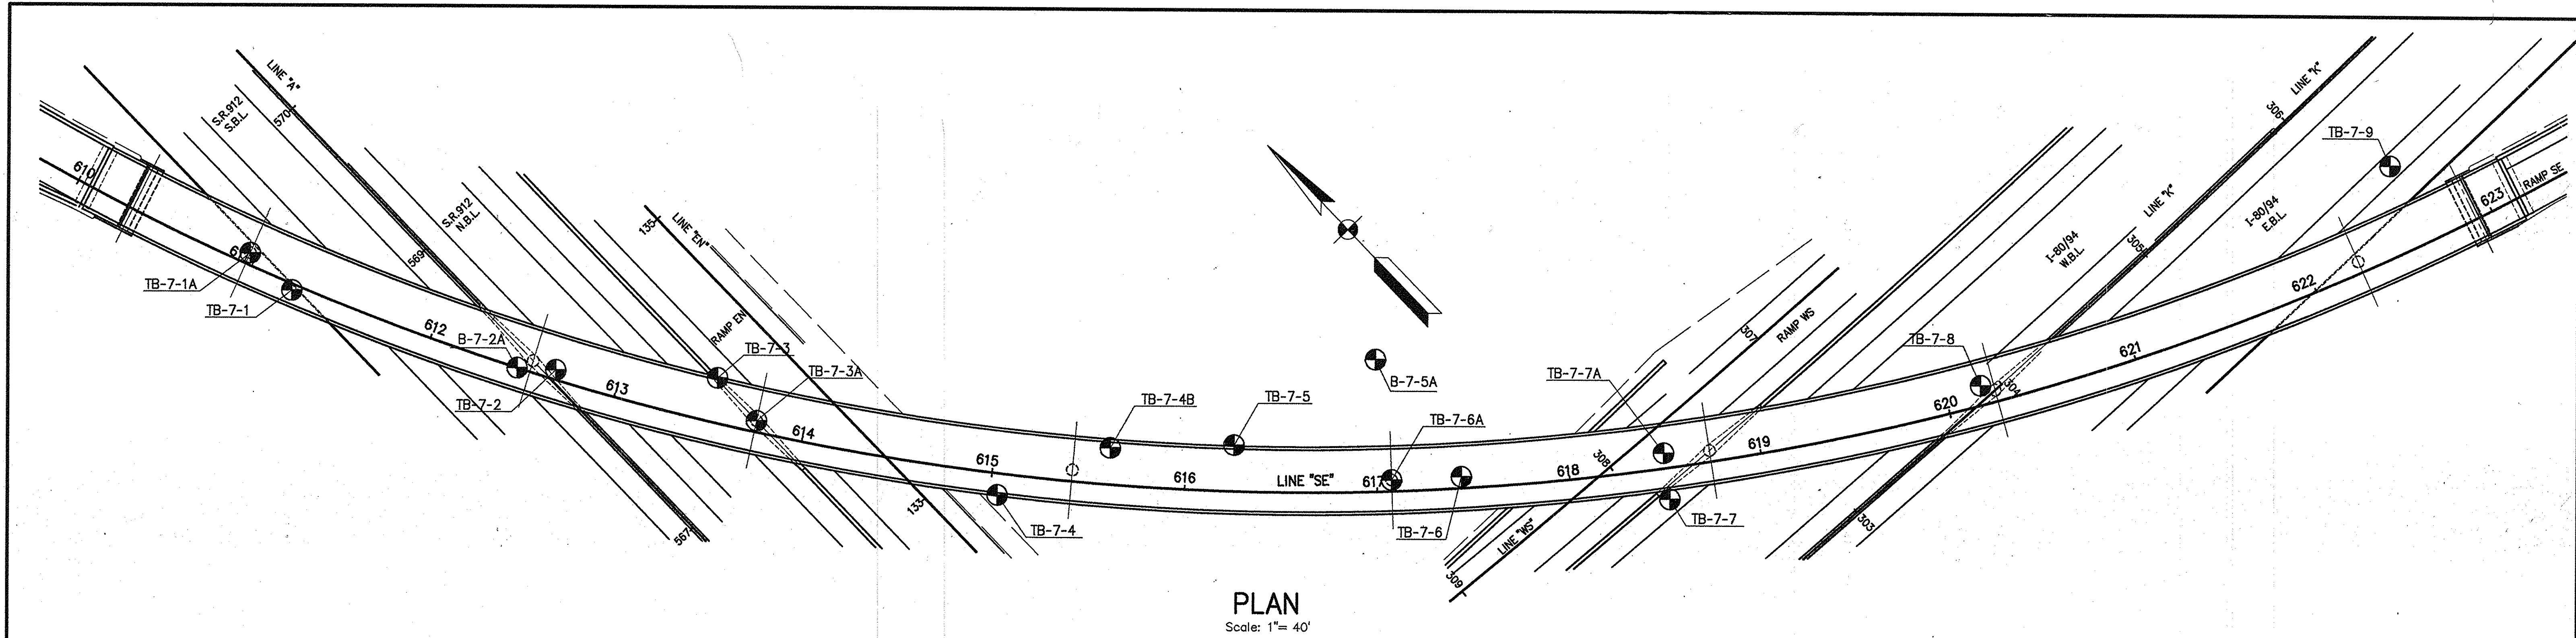 LINE "A"
S.R.912
S.B.L.
570
610
TB-7-1A
TB-7-1
S.R.912
N.B.L.
569
612
B-7-2A
TB-7-2
613
567
135
LINE "EN"
RAMP EN
TB-7-3
TB-7-3A
614
133
615
TB-7-4
TB-7-4B
616
TB-7-5
LINE "SE"
B-7-5A
617
TB-7-6A
TB-7-6
618
LINE "WS"
309
308
307
RAMP WS
TB-7-7A
TB-7-7
619
620
TB-7-8
304
303
621
I-80/94
W.B.L.
305
LINE "K"
I-80/94
E.B.L.
306
LINE "K"
622
TB-7-9
623
RAMP SE
PLAN
Scale: 1"= 40'